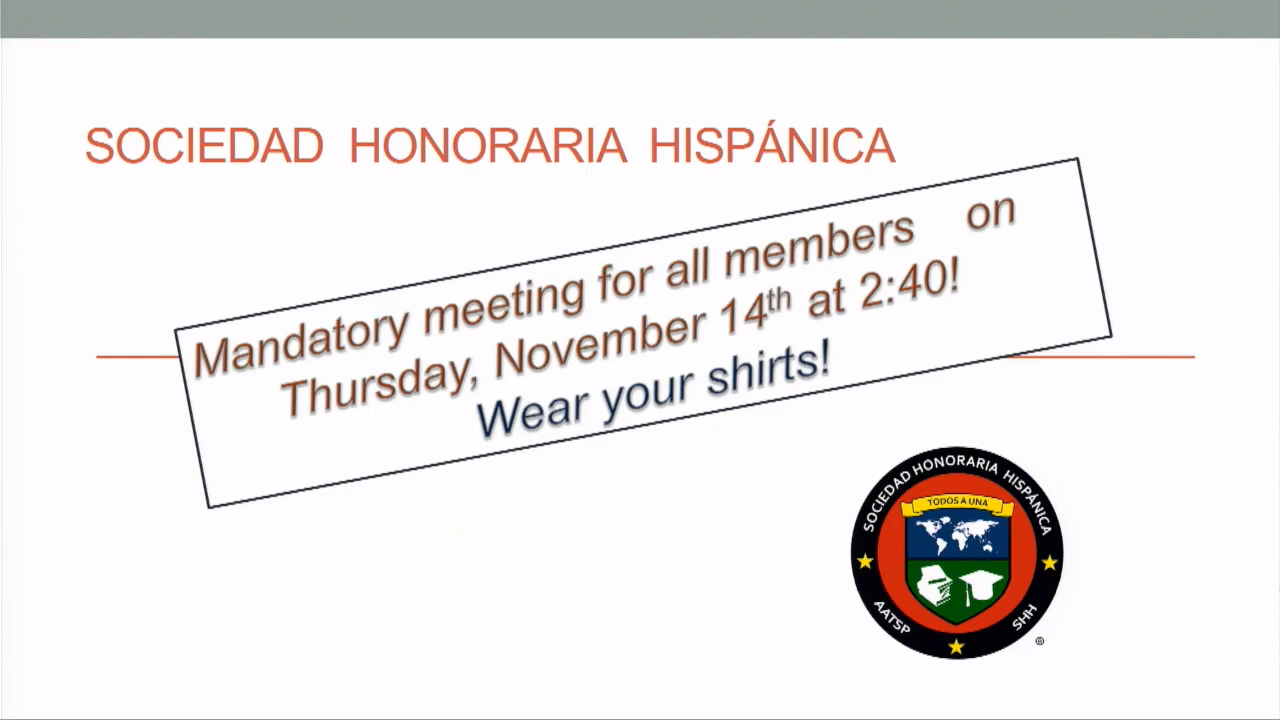 SOCIEDAD HONORARIA HISPÁNICA
Mandatory meeting for all members on
Thursday, November 14th at 2:40!
Wear your shirts!
SOCIEDAD HONORARIA HISPÁNICA
TODOS A UNA
AATSP
SHH
®